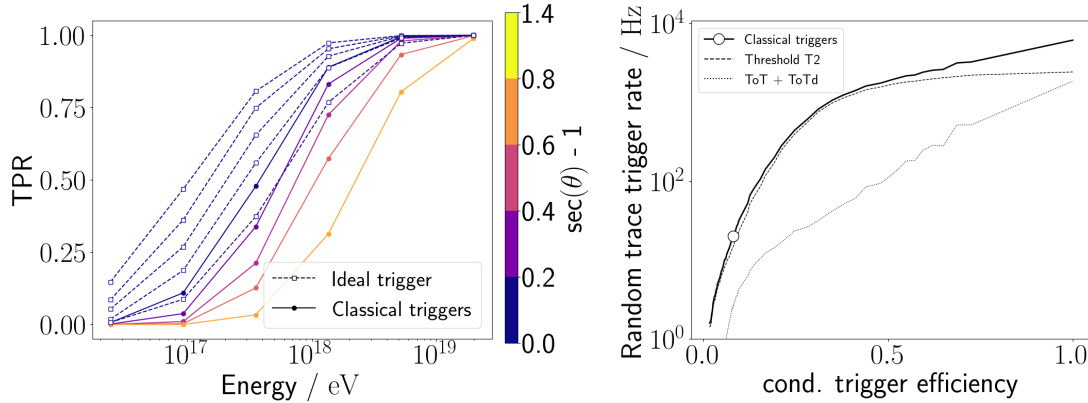 1.00
0.75
0.50
0.25
0.00
TPR
10^17
10^18
10^19
Energy / eV
Ideal trigger
Classical triggers
1.4
0.8
0.6
0.4
0.2
0.0
sec(θ) - 1
10^4
10^2
10^0
Random trace trigger rate / Hz
Classical triggers
Threshold T2
ToT + ToTd
0.0
0.5
1.0
cond. trigger efficiency